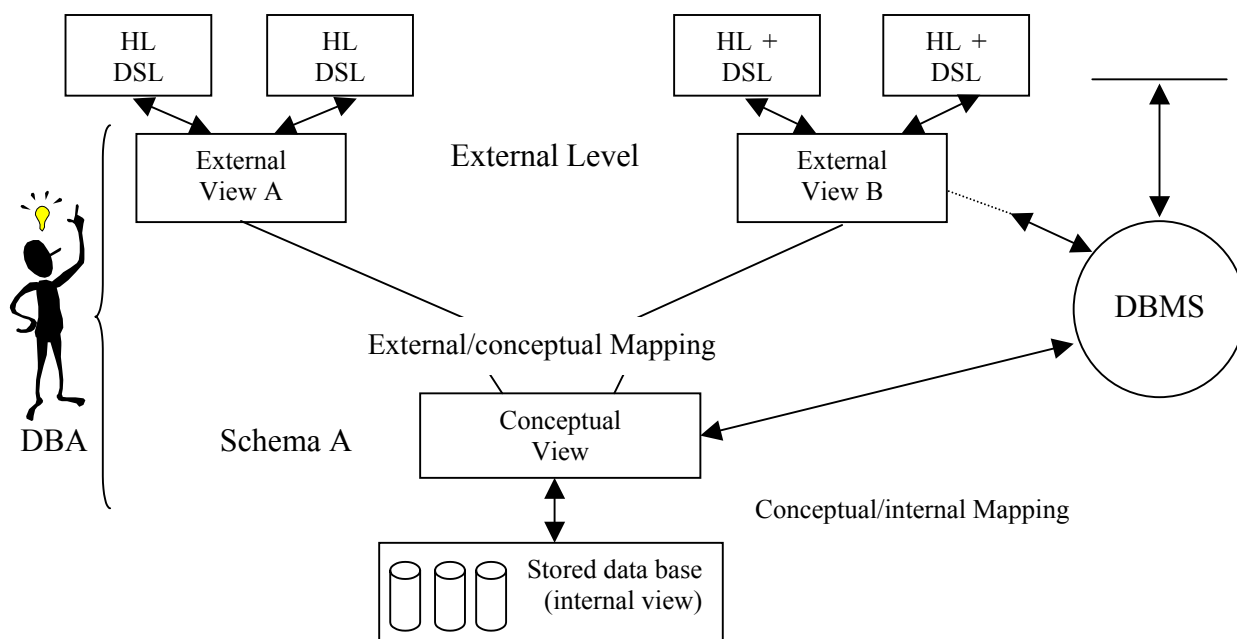 HL
DSL
HL
DSL
HL +
DSL
HL +
DSL
External
View A
External Level
External
View B
DBMS
External/conceptual Mapping
DBA
Schema A
Conceptual
View
Conceptual/internal Mapping
Stored data base
(internal view)